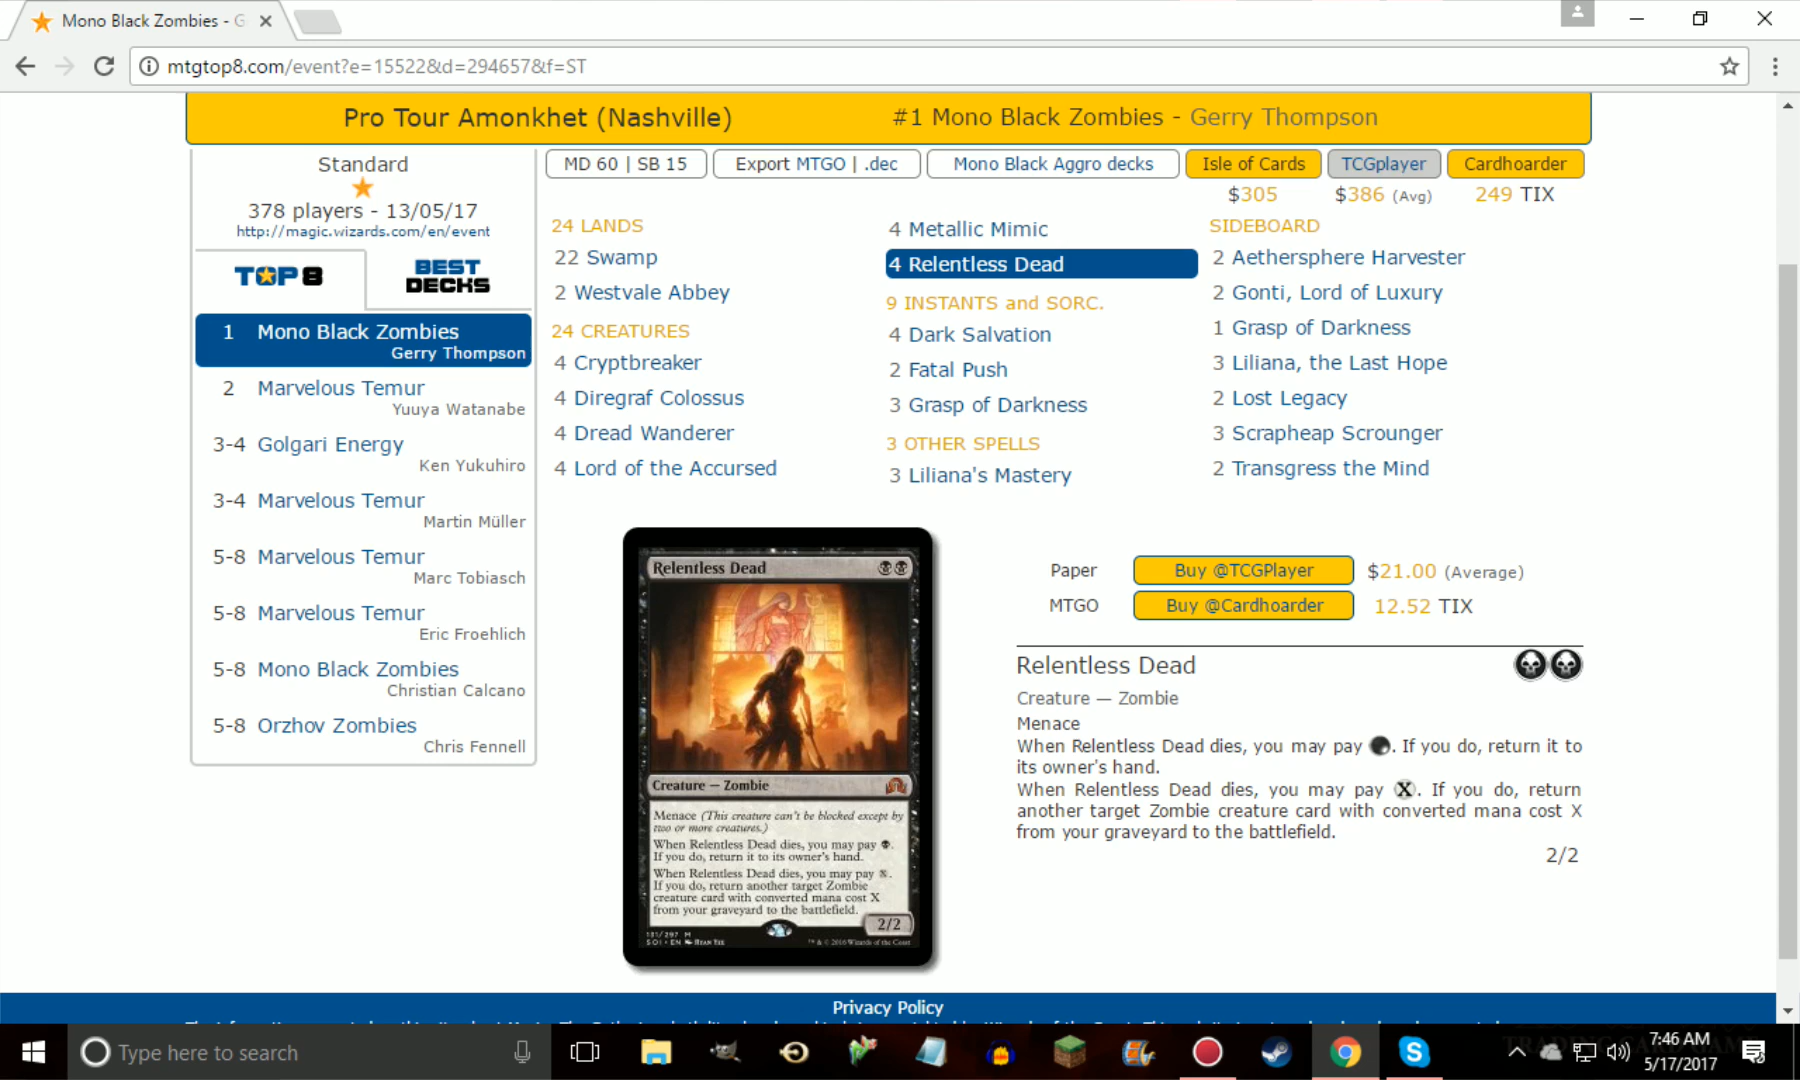 Mono Black Zombies - G
mtgtop8.com/event?e=15522&d=294657&f=ST
Pro Tour Amonkhet (Nashville)
#1 Mono Black Zombies - Gerry Thompson
Standard
378 players - 13/05/17
http://magic.wizards.com/en/event
TOP 8
BEST DECKS
1 Mono Black Zombies
Gerry Thompson
2 Marvelous Temur
Yuuya Watanabe
3-4 Golgari Energy
Ken Yukuhiro
3-4 Marvelous Temur
Martin Müller
5-8 Marvelous Temur
Marc Tobiasch
5-8 Marvelous Temur
Eric Froehlich
5-8 Mono Black Zombies
Christian Calcano
5-8 Orzhov Zombies
Chris Fennell
MD 60 | SB 15
Export MTGO | .dec
Mono Black Aggro decks
Isle of Cards
TCGplayer
Cardhoarder
$305
$386 (Avg)
249 TIX
24 LANDS
22 Swamp
2 Westvale Abbey
24 CREATURES
4 Cryptbreaker
4 Diregraf Colossus
4 Dread Wanderer
4 Lord of the Accursed
4 Metallic Mimic
4 Relentless Dead
9 INSTANTS and SORC.
4 Dark Salvation
2 Fatal Push
3 Grasp of Darkness
3 OTHER SPELLS
3 Liliana's Mastery
SIDEBOARD
2 Aethersphere Harvester
2 Gonti, Lord of Luxury
1 Grasp of Darkness
3 Liliana, the Last Hope
2 Lost Legacy
3 Scrapheap Scrounger
2 Transgress the Mind
Relentless Dead
Creature — Zombie
Menace (This creature can't be blocked except by
two or more creatures.)
When Relentless Dead dies, you may pay .
If you do, return it to its owner's hand.
When Relentless Dead dies, you may pay X.
If you do, return another target Zombie
creature card with converted mana cost X
from your graveyard to the battlefield.
2/2
131/297 M
SOI • EN Ryan Yee
™ & © 2016 Wizards of the Coast
Paper Buy @TCGPlayer $21.00 (Average)
MTGO Buy @Cardhoarder 12.52 TIX
Relentless Dead
Creature — Zombie
Menace
When Relentless Dead dies, you may pay . If you do, return it to
its owner's hand.
When Relentless Dead dies, you may pay X. If you do, return
another target Zombie creature card with converted mana cost X
from your graveyard to the battlefield.
2/2
Privacy Policy
Type here to search
7:46 AM
5/17/2017